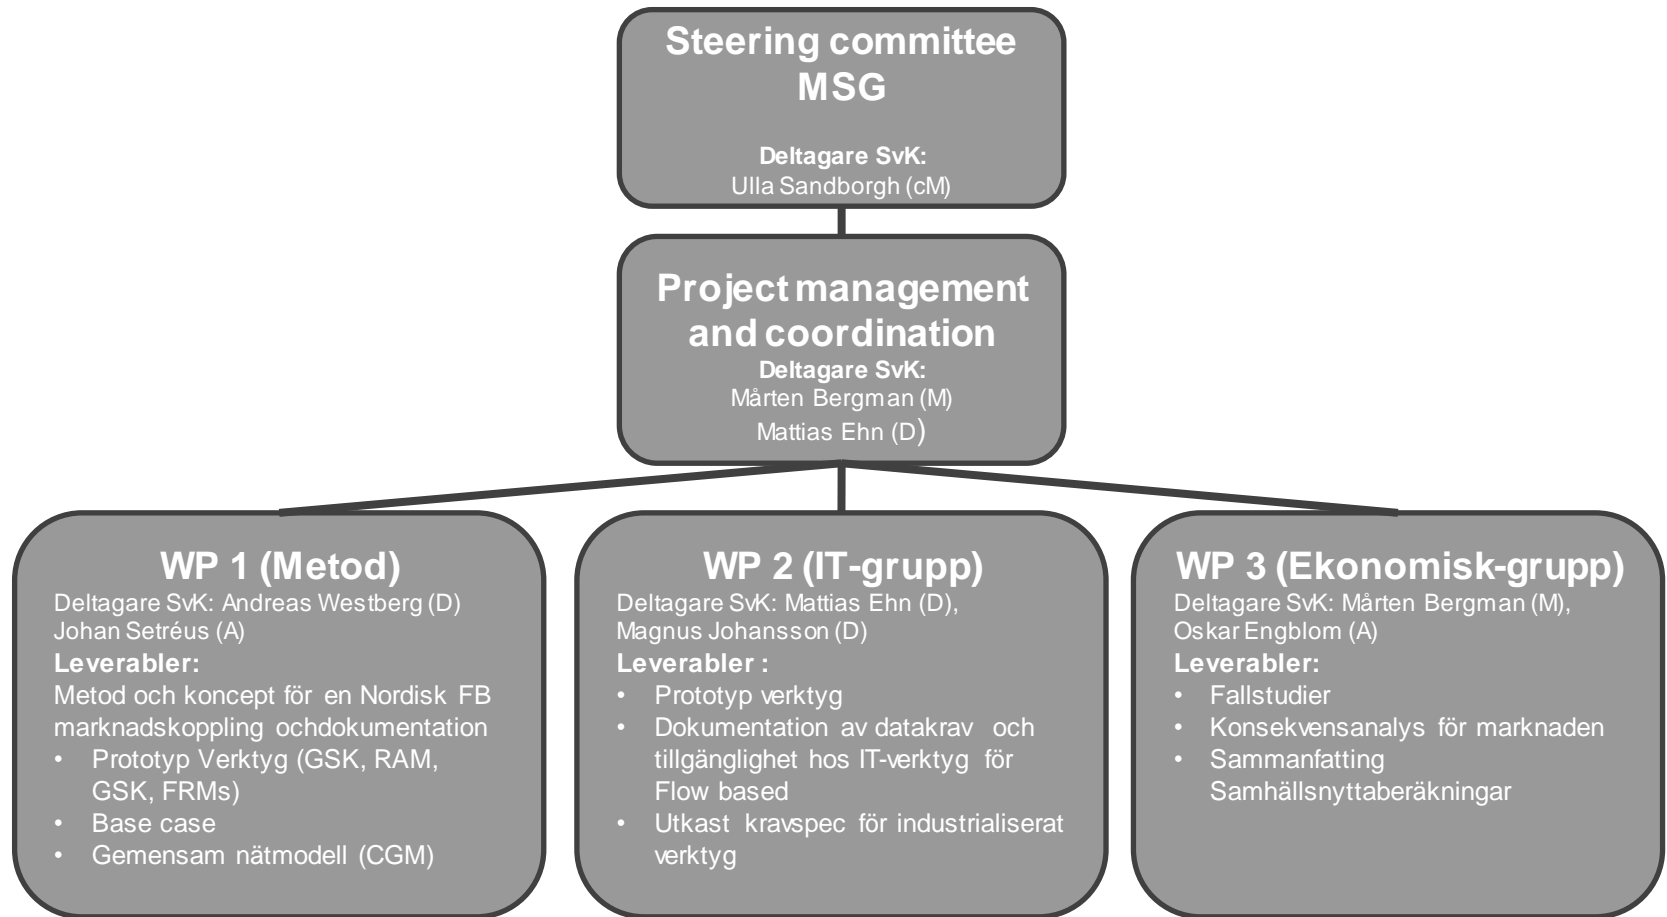 Steering committee
MSG
Deltagare SvK:
Ulla Sandborgh (cM)
Project management
and coordination
Deltagare SvK:
Mårten Bergman (M)
Mattias Ehn (D)
WP 1 (Metod)
Deltagare SvK: Andreas Westberg (D)
Johan Setréus (A)
Leverabler:
Metod och koncept för en Nordisk FB
marknadskoppling ochdokumentation
• Prototyp Verktyg (GSK, RAM,
GSK, FRMs)
• Base case
• Gemensam nätmodell (CGM)
WP 2 (IT-grupp)
Deltagare SvK: Mattias Ehn (D),
Magnus Johansson (D)
Leverabler :
• Prototyp verktyg
• Dokumentation av datakrav och
tillgänglighet hos IT-verktyg för
Flow based
• Utkast kravspec för industrialiserat
verktyg
WP 3 (Ekonomisk-grupp)
Deltagare SvK: Mårten Bergman (M),
Oskar Engblom (A)
Leverabler:
• Fallstudier
• Konsekvensanalys för marknaden
• Sammanfatting
Samhällsnyttaberäkningar